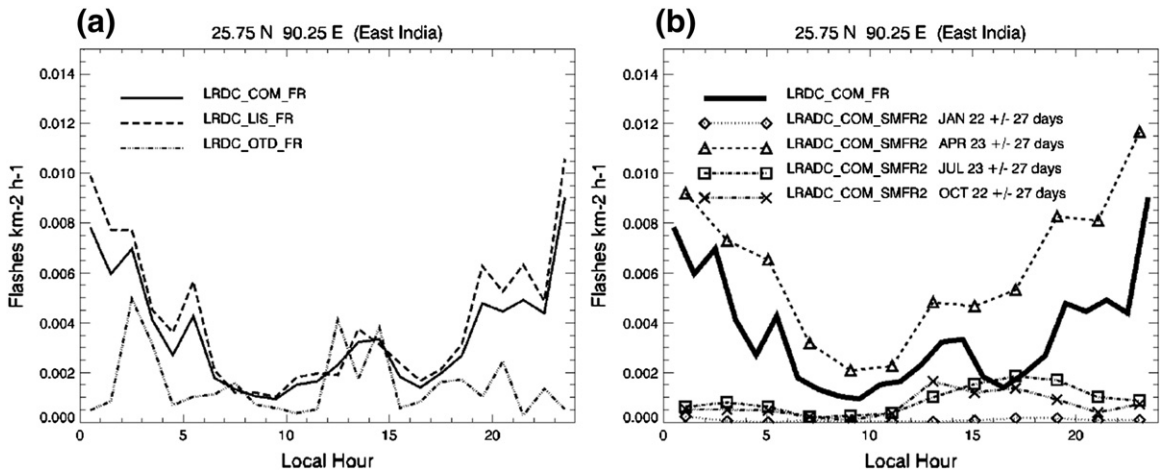 (a)
25.75 N 90.25 E (East India)
0.014
0.012
0.010
0.008
0.006
0.004
0.002
0.000
Flashes km-2 h-1
LRDC_COM_FR
LRDC_LIS_FR
LRDC_OTD_FR
0 5 10 15 20
Local Hour
(b)
25.75 N 90.25 E (East India)
0.014
0.012
0.010
0.008
0.006
0.004
0.002
0.000
Flashes km-2 h-1
LRDC_COM_FR
LRADC_COM_SMFR2 JAN 22 +/- 27 days
LRADC_COM_SMFR2 APR 23 +/- 27 days
LRADC_COM_SMFR2 JUL 23 +/- 27 days
LRADC_COM_SMFR2 OCT 22 +/- 27 days
0 5 10 15 20
Local Hour